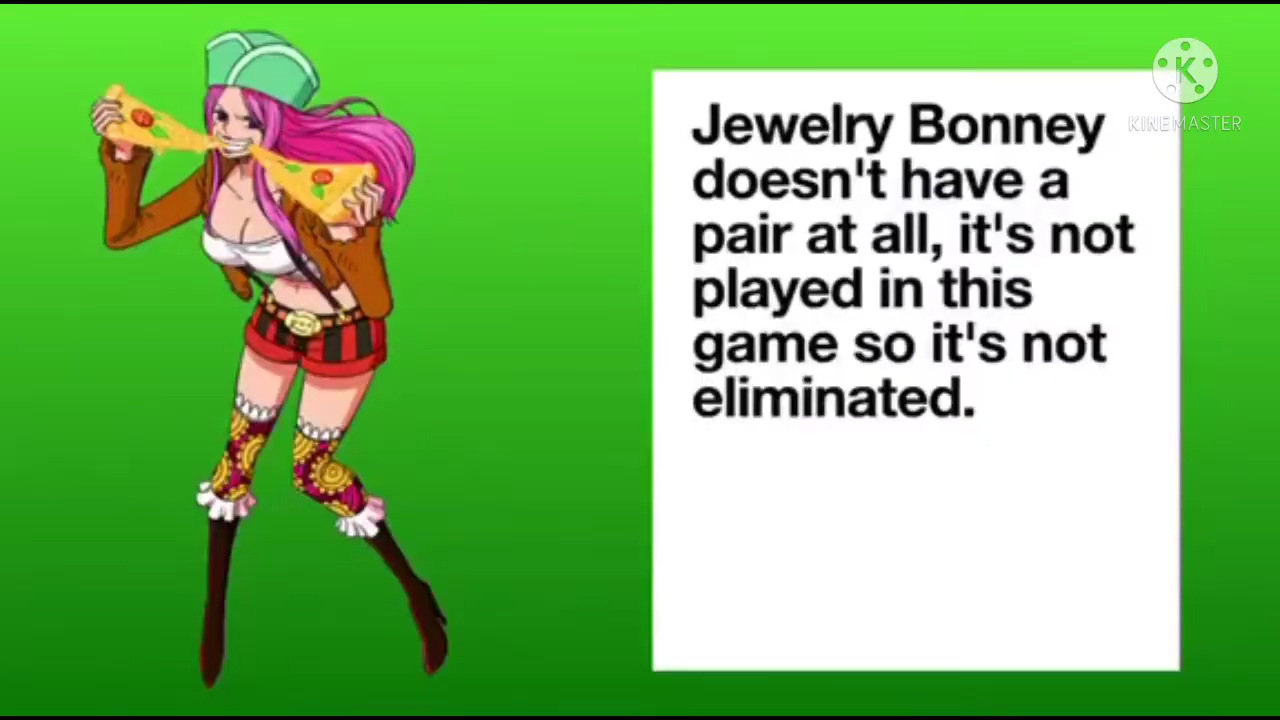 Jewelry Bonney
doesn't have a
pair at all, it's not
played in this
game so it's not
eliminated.
K
KINEMASTER